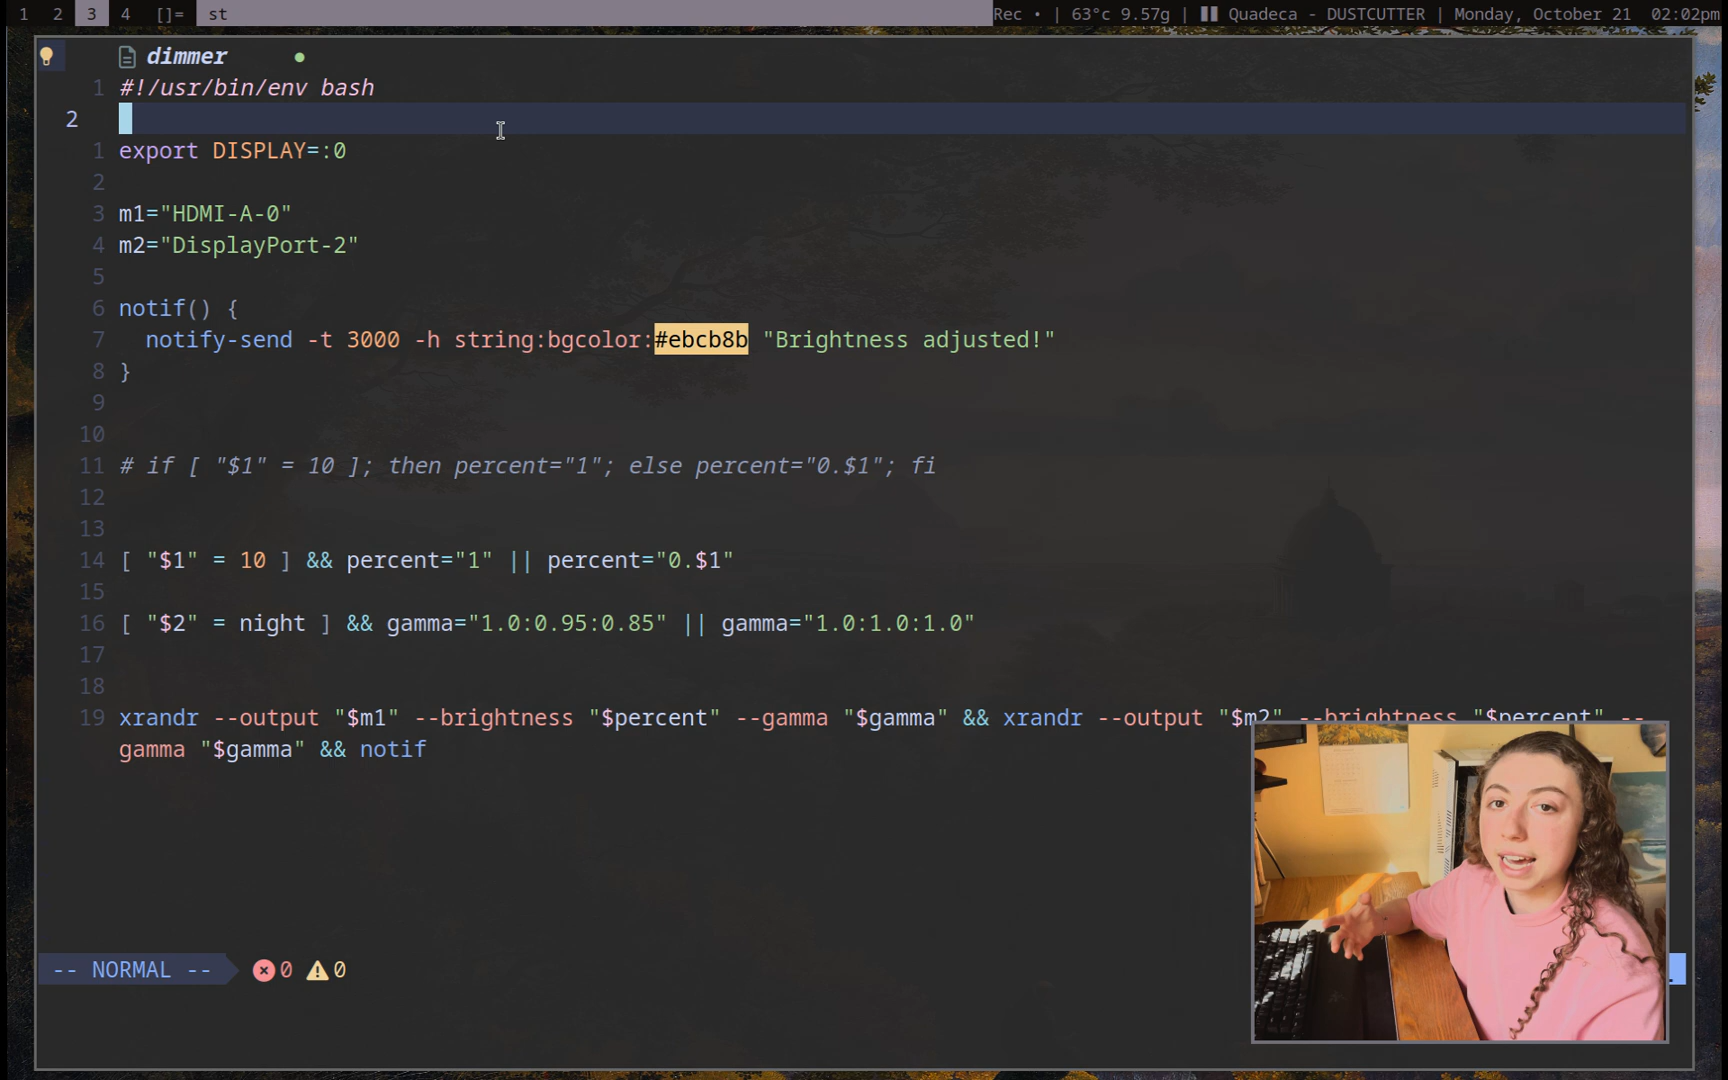 1 2 3 4 []= st Rec • | 63°c 9.57g | Quadeca - DUSTCUTTER | Monday, October 21 02:02pm
dimmer
1 #!/usr/bin/env bash
2
1 export DISPLAY=:0
2
3 m1="HDMI-A-0"
4 m2="DisplayPort-2"
5
6 notif() {
7 notify-send -t 3000 -h string:bgcolor:#ebcb8b "Brightness adjusted!"
8 }
9
10
11 # if [ "$1" = 10 ]; then percent="1"; else percent="0.$1"; fi
12
13
14 [ "$1" = 10 ] && percent="1" || percent="0.$1"
15
16 [ "$2" = night ] && gamma="1.0:0.95:0.85" || gamma="1.0:1.0:1.0"
17
18
19 xrandr --output "$m1" --brightness "$percent" --gamma "$gamma" && xrandr --output "$m2" --brightness "$percent" --
gamma "$gamma" && notif
-- NORMAL -- 0 0